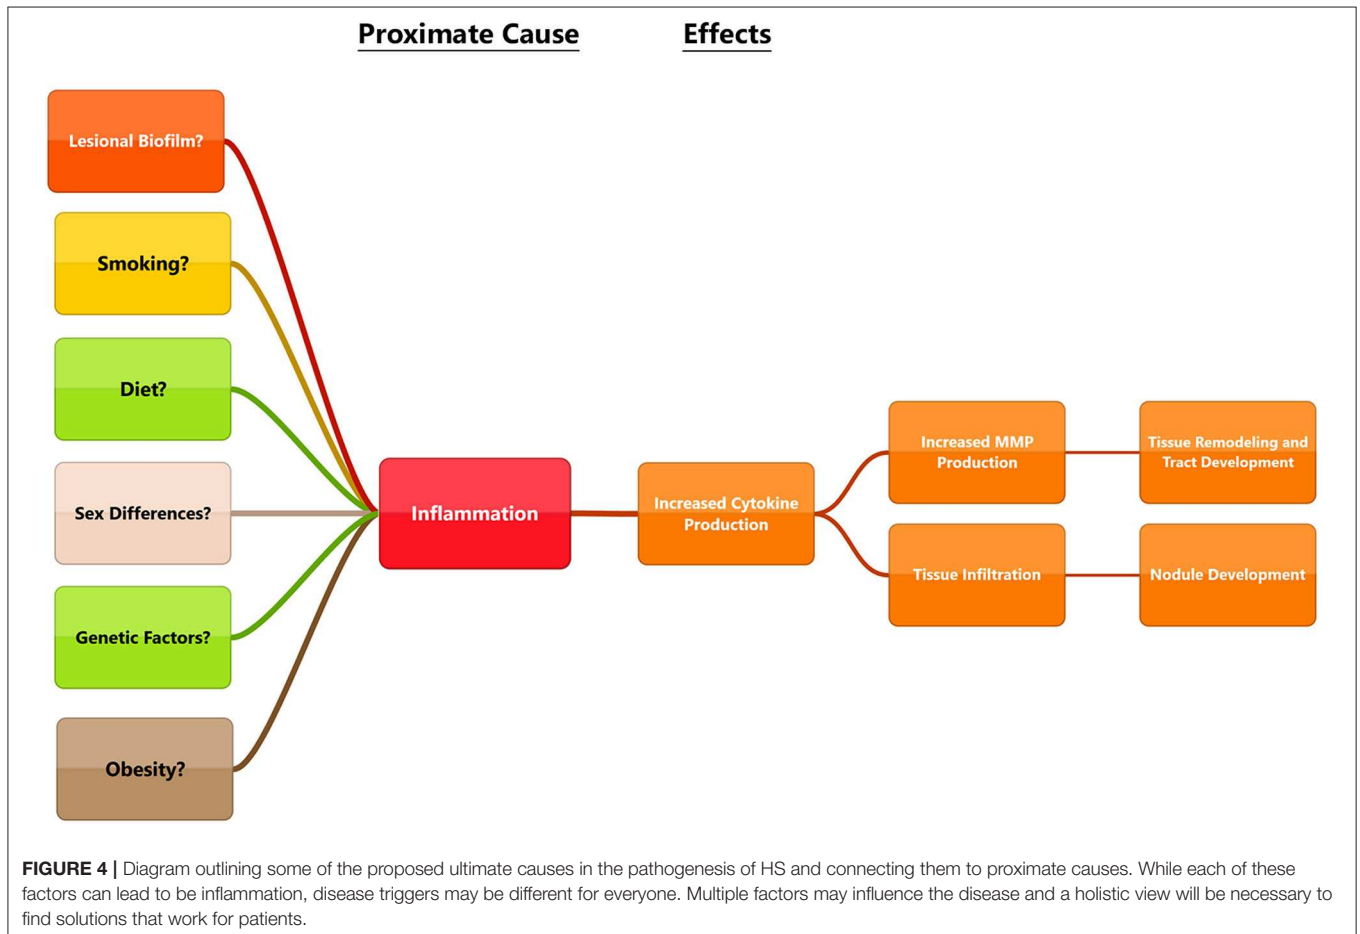 Proximate Cause
Effects
Lesional Biofilm?
Smoking?
Diet?
Sex Differences?
Genetic Factors?
Obesity?
Inflammation
Increased Cytokine
Production
Increased MMP
Production
Tissue Remodeling and
Tract Development
Tissue Infiltration
Nodule Development
FIGURE 4 | Diagram outlining some of the proposed ultimate causes in the pathogenesis of HS and connecting them to proximate causes. While each of these
factors can lead to be inflammation, disease triggers may be different for everyone. Multiple factors may influence the disease and a holistic view will be necessary to
find solutions that work for patients.